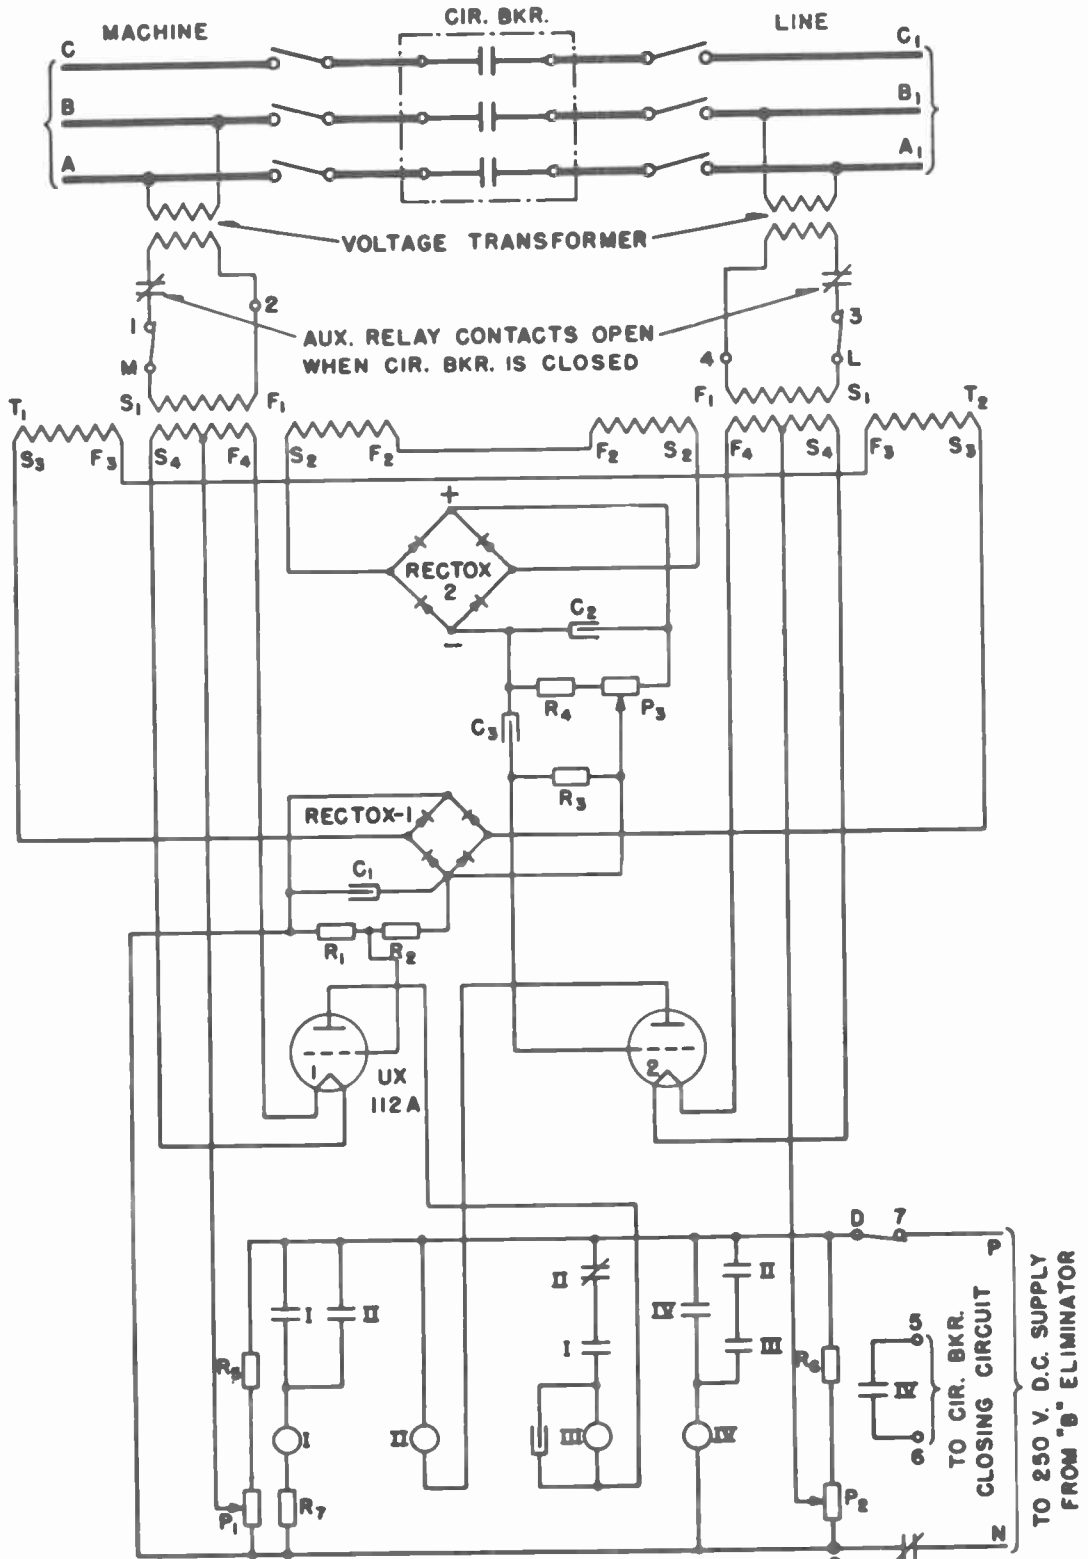 MACHINE
CIR. BKR.
LINE
C
C₁
B
B₁
A
A₁
VOLTAGE TRANSFORMER
1
2
3
AUX. RELAY CONTACTS OPEN
WHEN CIR. BKR. IS CLOSED
M
4
L
T₁
S₁
F₁
F₁
S₁
T₂
S₃
F₃
S₄
F₄
S₂
F₂
F₂
S₂
F₄
S₄
F₃
S₃
+
RECTOX
2
C₂
−
R₄
P₃
C₃
R₃
RECTOX-1
C₁
R₁
R₂
1
UX
112A
2
D
7
P
II
II
I
II
IV
5
I
III
R₅
R₆
IV
6
I
II
III
IV
P₁
R₇
P₂
N
TO CIR. BKR.
CLOSING CIRCUIT
TO 250 V. D.C. SUPPLY
FROM "B" ELIMINATOR